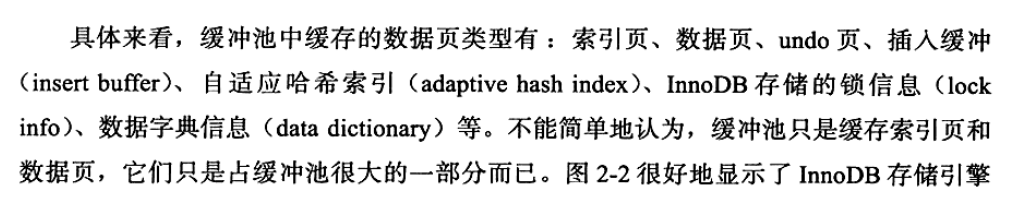 具体来看，缓冲池中缓存的数据页类型有：索引页、数据页、undo 页、插入缓冲
（insert buffer）、自适应哈希索引（adaptive hash index）、InnoDB 存储的锁信息（lock
info）、数据字典信息（data dictionary）等。不能简单地认为，缓冲池只是缓存索引页和
数据页，它们只是占缓冲池很大的一部分而已。图 2-2 很好地显示了 InnoDB 存储引擎